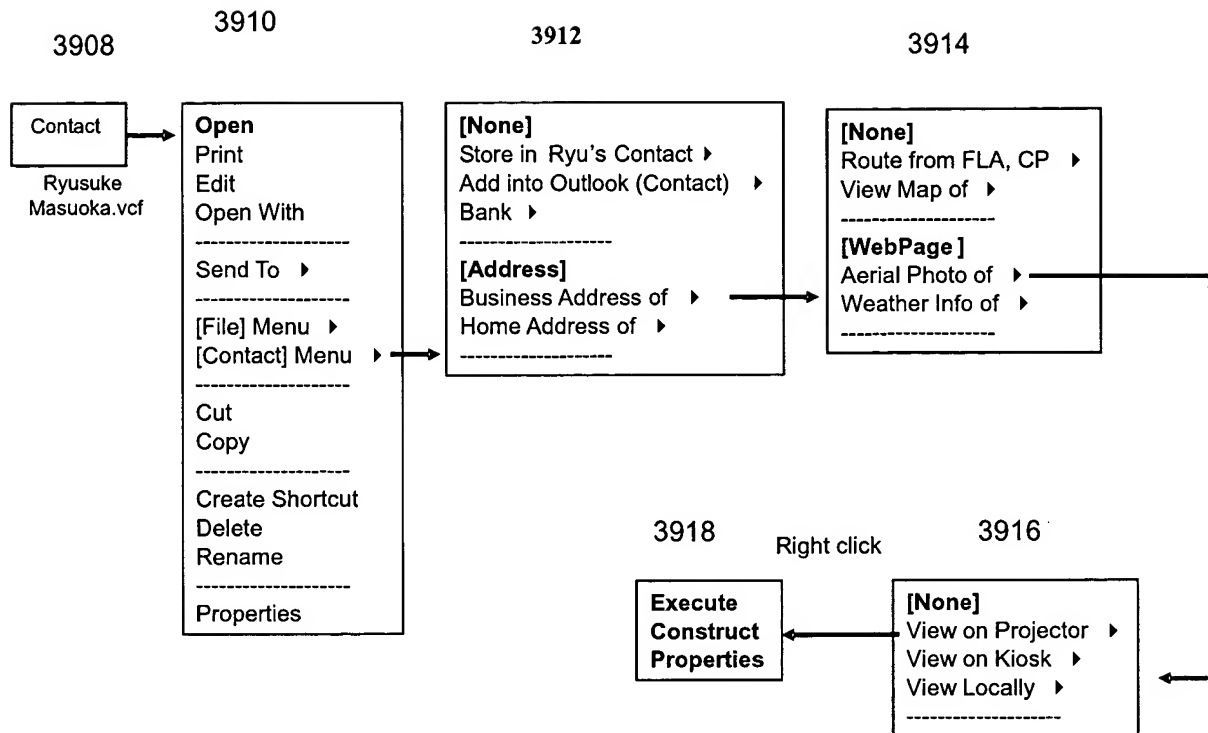 3908
3910
3912
3914
Contact
Ryusuke
Masuoka.vcf
Open
Print
Edit
Open With
--------------------
Send To ▸
--------------------
[File] Menu ▸
[Contact] Menu ▸
--------------------
Cut
Copy
--------------------
Create Shortcut
Delete
Rename
--------------------
Properties
[None]
Store in Ryu's Contact ▸
Add into Outlook (Contact) ▸
Bank ▸
--------------------
[Address]
Business Address of ▸
Home Address of ▸
--------------------
[None]
Route from FLA, CP ▸
View Map of ▸
--------------------
[WebPage]
Aerial Photo of ▸
Weather Info of ▸
--------------------
3918
Right click
3916
Execute
Construct
Properties
[None]
View on Projector ▸
View on Kiosk ▸
View Locally ▸
--------------------